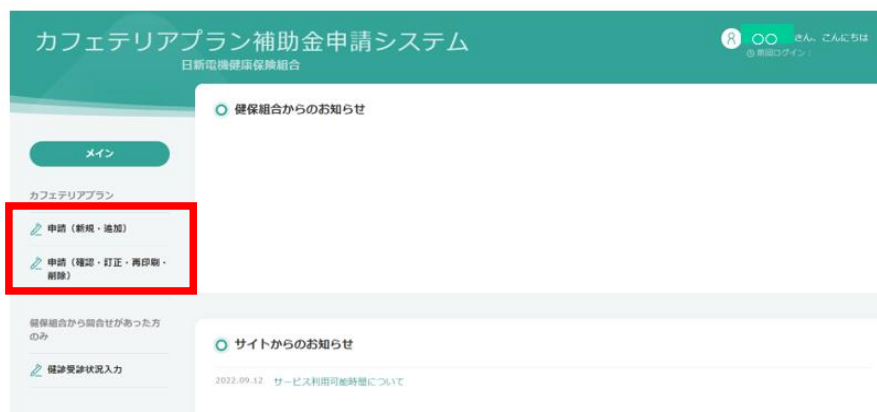 カフェテリアプラン補助金申請システム
日新電機健康保険組合
○○ さん、こんにちは
前回ログイン：
健保組合からのお知らせ
メイン
カフェテリアプラン
申請（新規・追加）
申請（確認・訂正・再印刷・
削除）
健保組合から問合せがあった方
のみ
健診受診状況入力
サイトからのお知らせ
2022.09.12 サービス利用可能時間について